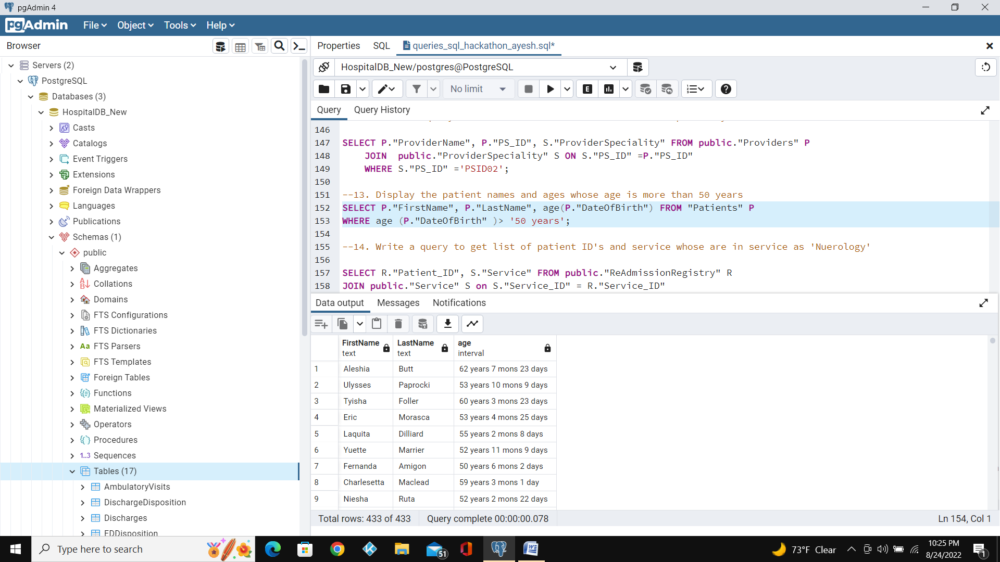 pgAdmin 4
pgAdmin File Object Tools Help
Browser
Properties SQL queries_sql_hackathon_ayesh.sql*
Servers (2)
PostgreSQL
Databases (3)
HospitalDB_New
Casts
Catalogs
Event Triggers
Extensions
Foreign Data Wrappers
Languages
Publications
Schemas (1)
public
Aggregates
Collations
Domains
FTS Configurations
FTS Dictionaries
Aa FTS Parsers
FTS Templates
Foreign Tables
Functions
Materialized Views
Operators
Procedures
1..3 Sequences
Tables (17)
AmbulatoryVisits
DischargeDisposition
Discharges
EDDisposition
HospitalDB_New/postgres@PostgreSQL
No limit
E
Query Query History
146
147 SELECT P."ProviderName", P."PS_ID", S."ProviderSpeciality" FROM public."Providers" P
148 JOIN  public."ProviderSpeciality" S ON S."PS_ID" =P."PS_ID"
149 WHERE S."PS_ID" ='PSID02';
150
151 --13. Display the patient names and ages whose age is more than 50 years
152 SELECT P."FirstName", P."LastName", age(P."DateOfBirth") FROM "Patients" P
153 WHERE age (P."DateOfBirth" )> '50 years';
154
155 --14. Write a query to get list of patient ID's and service whose are in service as 'Nuerology'
156
157 SELECT R."Patient_ID", S."Service" FROM public."ReAdmissionRegistry" R
158 JOIN public."Service" S on S."Service_ID" = R."Service_ID"
Data output Messages Notifications
FirstName LastName age
text text interval
1 Aleshia Butt 62 years 7 mons 23 days
2 Ulysses Paprocki 53 years 10 mons 9 days
3 Tyisha Foller 60 years 3 mons 23 days
4 Eric Morasca 53 years 4 mons 25 days
5 Laquita Dilliard 55 years 2 mons 8 days
6 Yuette Marrier 52 years 11 mons 9 days
7 Fernanda Amigon 50 years 6 mons 2 days
8 Charlesetta Maclead 59 years 3 mons 1 day
9 Niesha Ruta 52 years 2 mons 22 days
Total rows: 433 of 433 Query complete 00:00:00.078 Ln 154, Col 1
Type here to search 51 73°F Clear 10:25 PM
8/24/2022 1